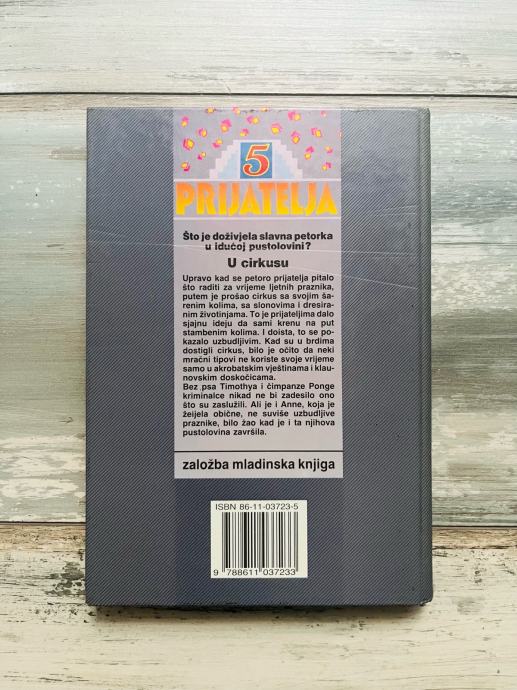 5
PRIJATELJA
Što je doživjela slavna petorka
u idućoj pustolovini?
U cirkusu
Upravo kad se petoro prijatelja pitalo
što raditi za vrijeme ljetnih praznika,
putem je prošao cirkus sa svojim ša-
renim kolima, sa slonovima i dresira-
nim životinjama. To je prijateljima dalo
sjajnu ideju da sami krenu na put
stambenim kolima. I doista, to se po-
kazalo uzbudljivim. Kad su u brdima
dostigli cirkus, bilo je očito da neki
mračni tipovi ne koriste svoje vrijeme
samo u akrobatskim vještinama i klau-
novskim doskočicama.
Bez psa Timothya i čimpanze Ponge
kriminalce nikad ne bi zadesilo ono
što su zaslužili. Ali je i Anne, koja je
žeijela obične, ne suviše uzbudljive
praznike, bilo žao kad je i ta njihova
pustolovina završila.
založba mladinska knjiga
ISBN 86-11-03723-5
9 788611 037233